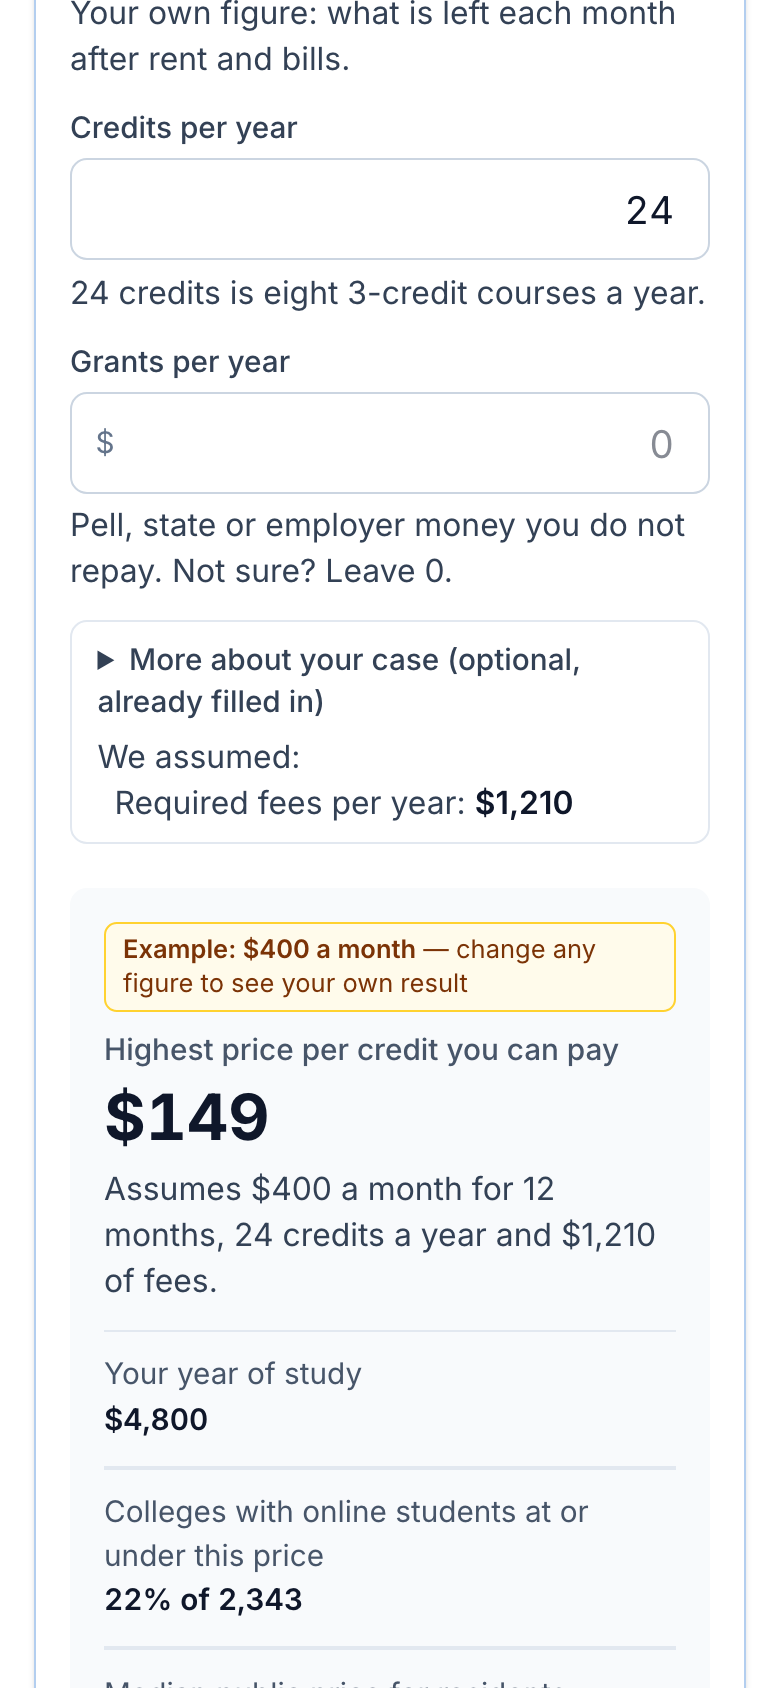 Your own figure: what is left each month
after rent and bills.
Credits per year
24
24 credits is eight 3-credit courses a year.
Grants per year
$ 0
Pell, state or employer money you do not
repay. Not sure? Leave 0.
▶ More about your case (optional,
already filled in)
We assumed:
Required fees per year: $1,210
Example: $400 a month — change any
figure to see your own result
Highest price per credit you can pay
$149
Assumes $400 a month for 12
months, 24 credits a year and $1,210
of fees.
Your year of study
$4,800
Colleges with online students at or
under this price
22% of 2,343